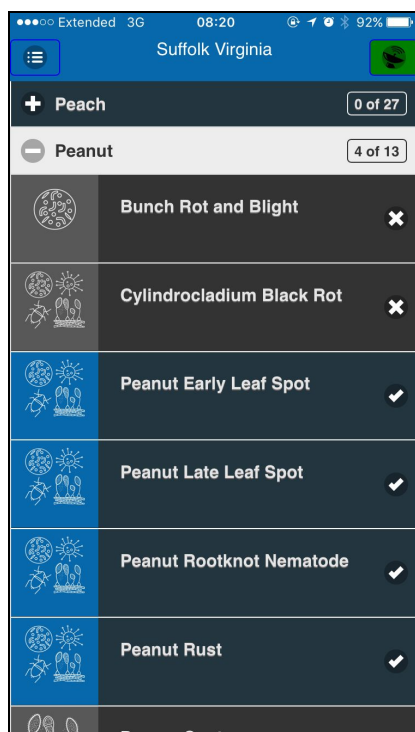 Extended 3G 08:20 92%
Suffolk Virginia
Peach 0 of 27
Peanut 4 of 13
Bunch Rot and Blight
Cylindrocladium Black Rot
Peanut Early Leaf Spot
Peanut Late Leaf Spot
Peanut Rootknot Nematode
Peanut Rust